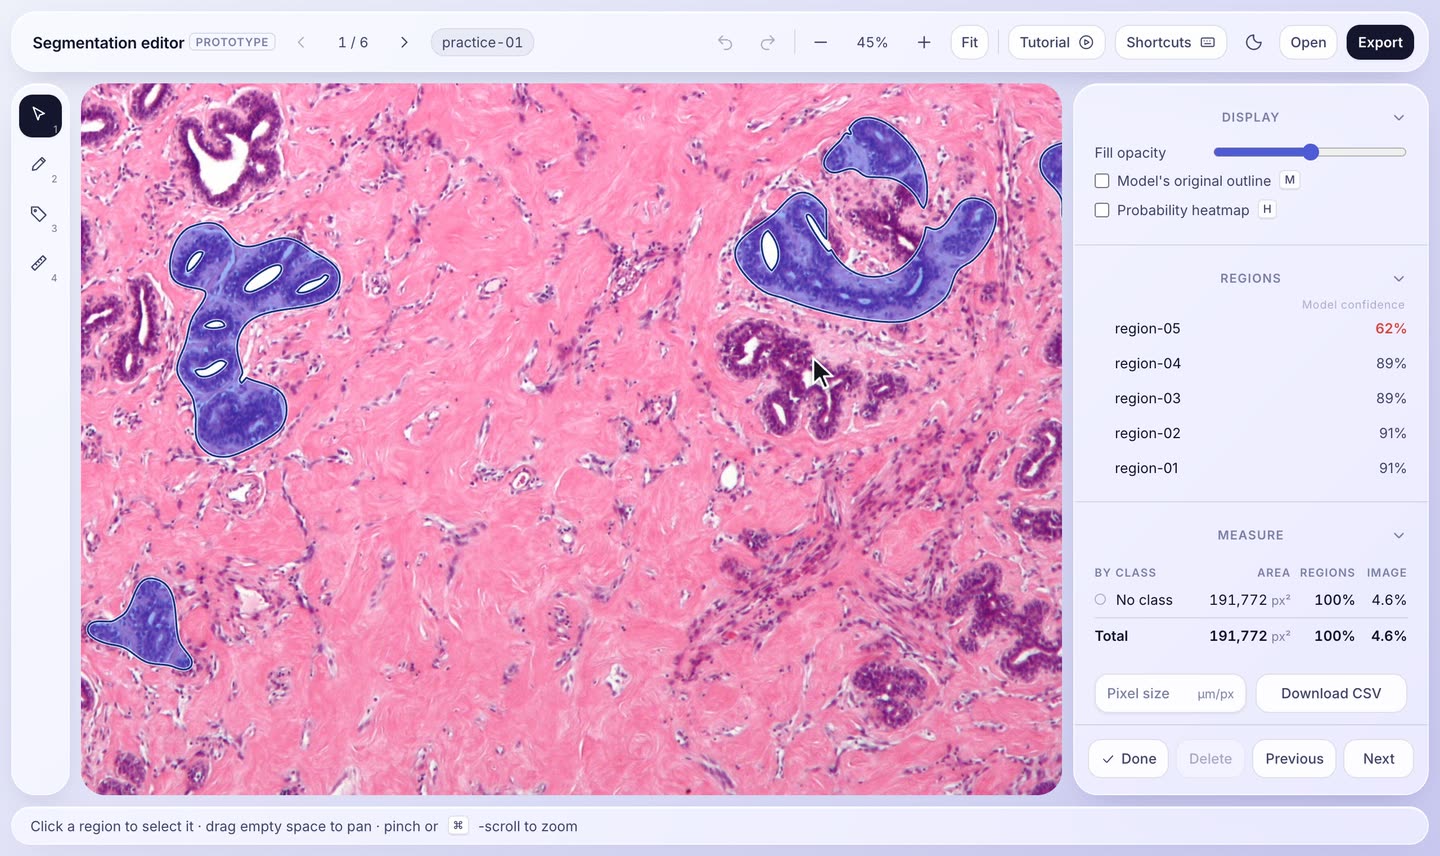 Segmentation editor PROTOTYPE 1 / 6 practice-01 45% Fit Tutorial Shortcuts Open Export
1
2
3
4
DISPLAY
Fill opacity
Model's original outline M
Probability heatmap H
REGIONS
Model confidence
region-05 62%
region-04 89%
region-03 89%
region-02 91%
region-01 91%
MEASURE
BY CLASS AREA REGIONS IMAGE
No class 191,772 px² 100% 4.6%
Total 191,772 px² 100% 4.6%
Pixel size µm/px Download CSV
Done Delete Previous Next
Click a region to select it · drag empty space to pan · pinch or ⌘ -scroll to zoom